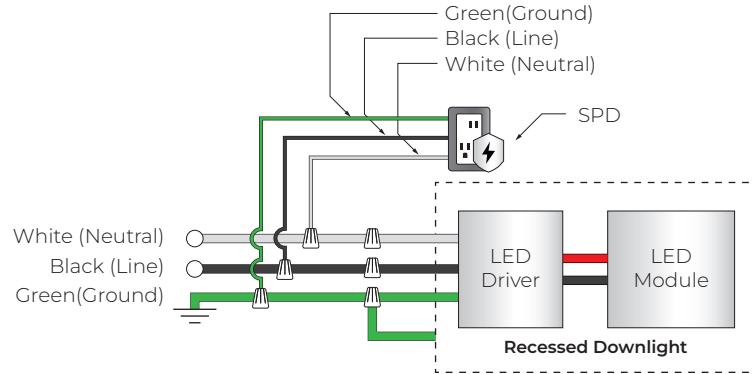 Green(Ground)
Black (Line)
White (Neutral)
SPD
White (Neutral)
Black (Line)
Green(Ground)
LED
Driver
LED
Module
Recessed Downlight